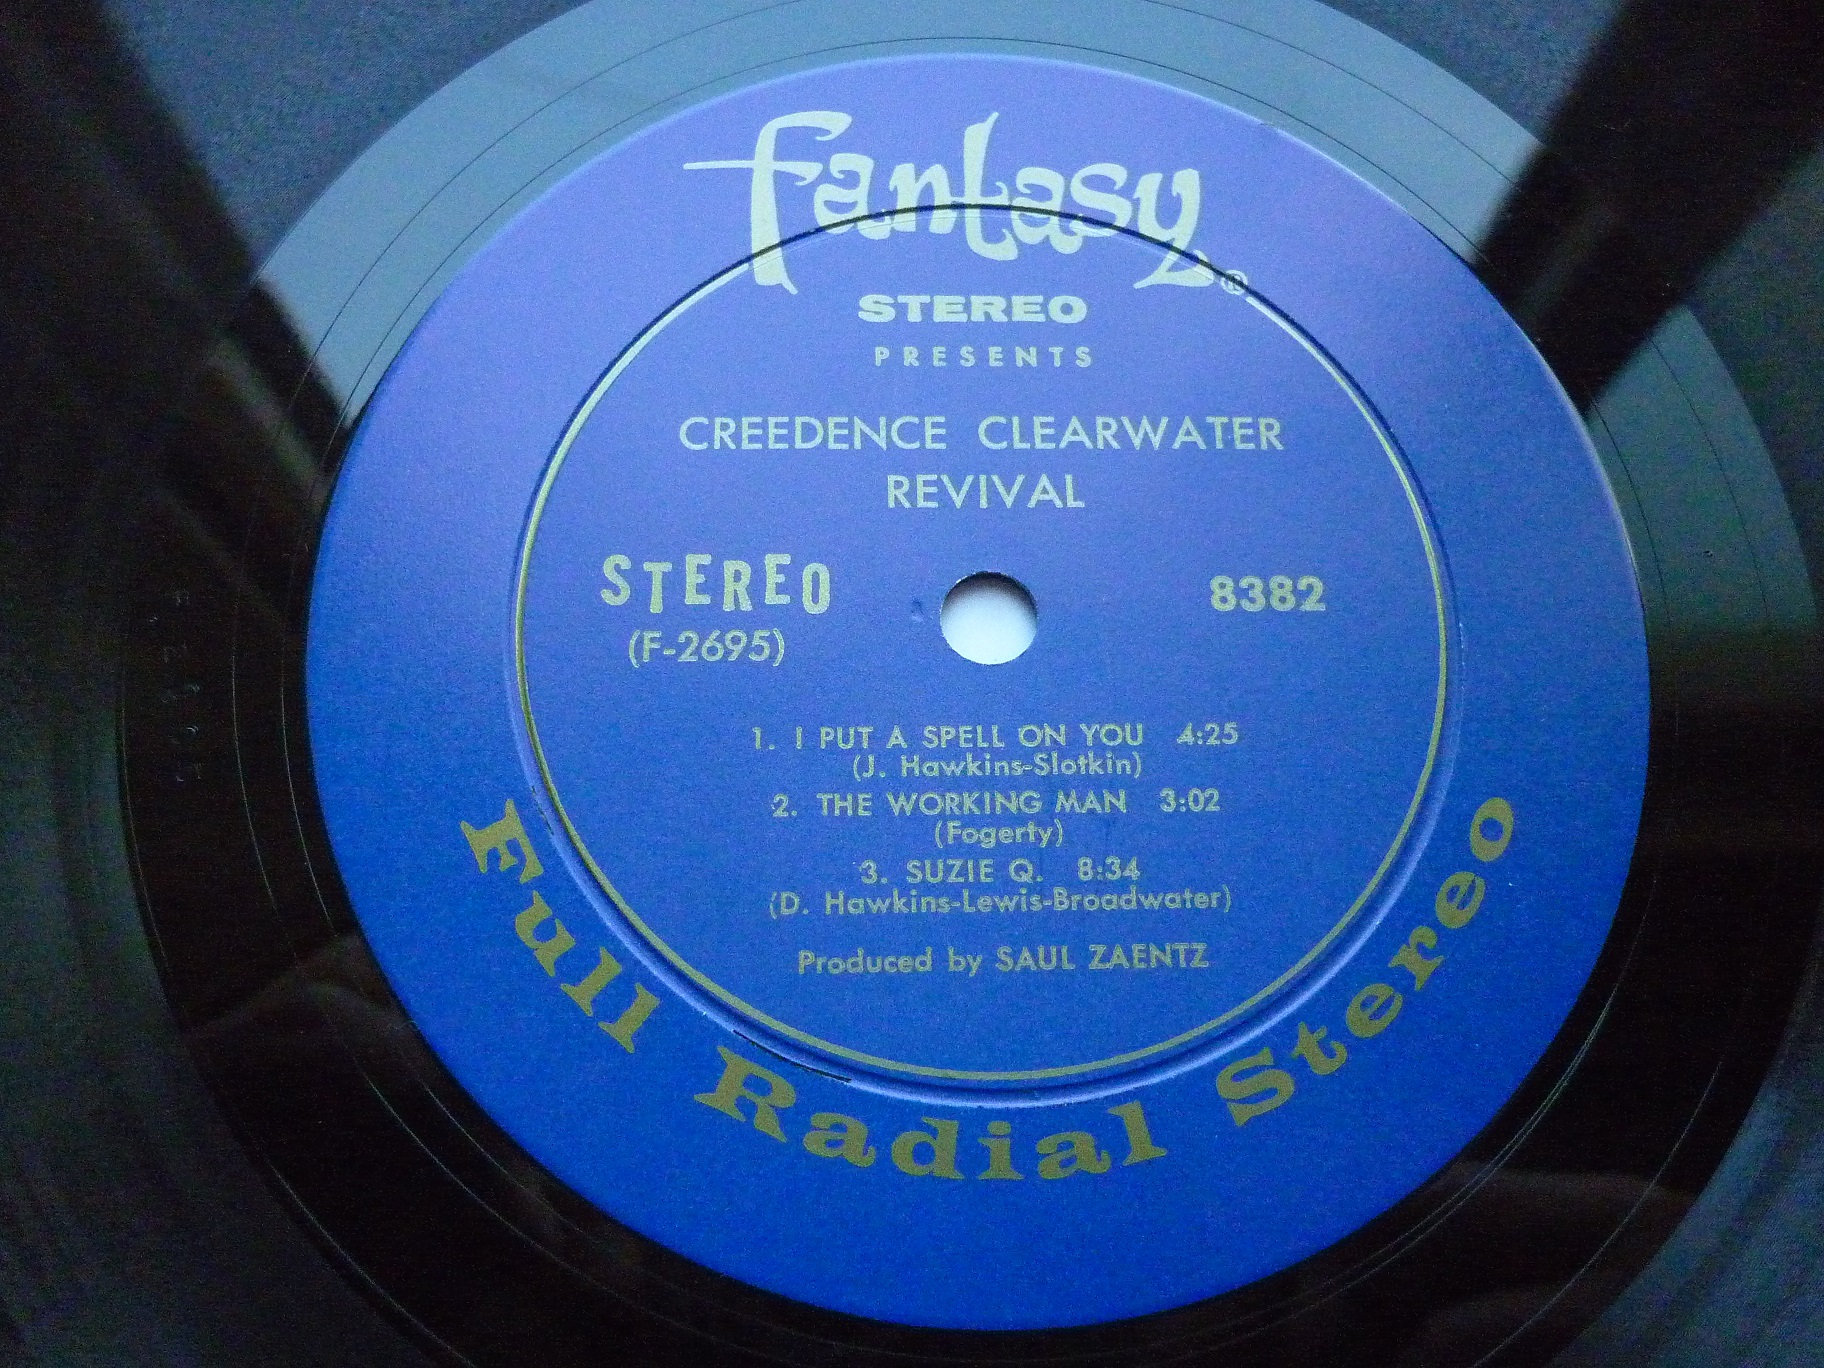 Fantasy®
STEREO
PRESENTS
CREEDENCE CLEARWATER
REVIVAL
STEREO 8382
(F-2695)
1. I PUT A SPELL ON YOU 4:25
(J. Hawkins-Slotkin)
2. THE WORKING MAN 3:02
(Fogerty)
3. SUZIE Q. 8:34
(D. Hawkins-Lewis-Broadwater)
Produced by SAUL ZAENTZ
Full Radial Stereo